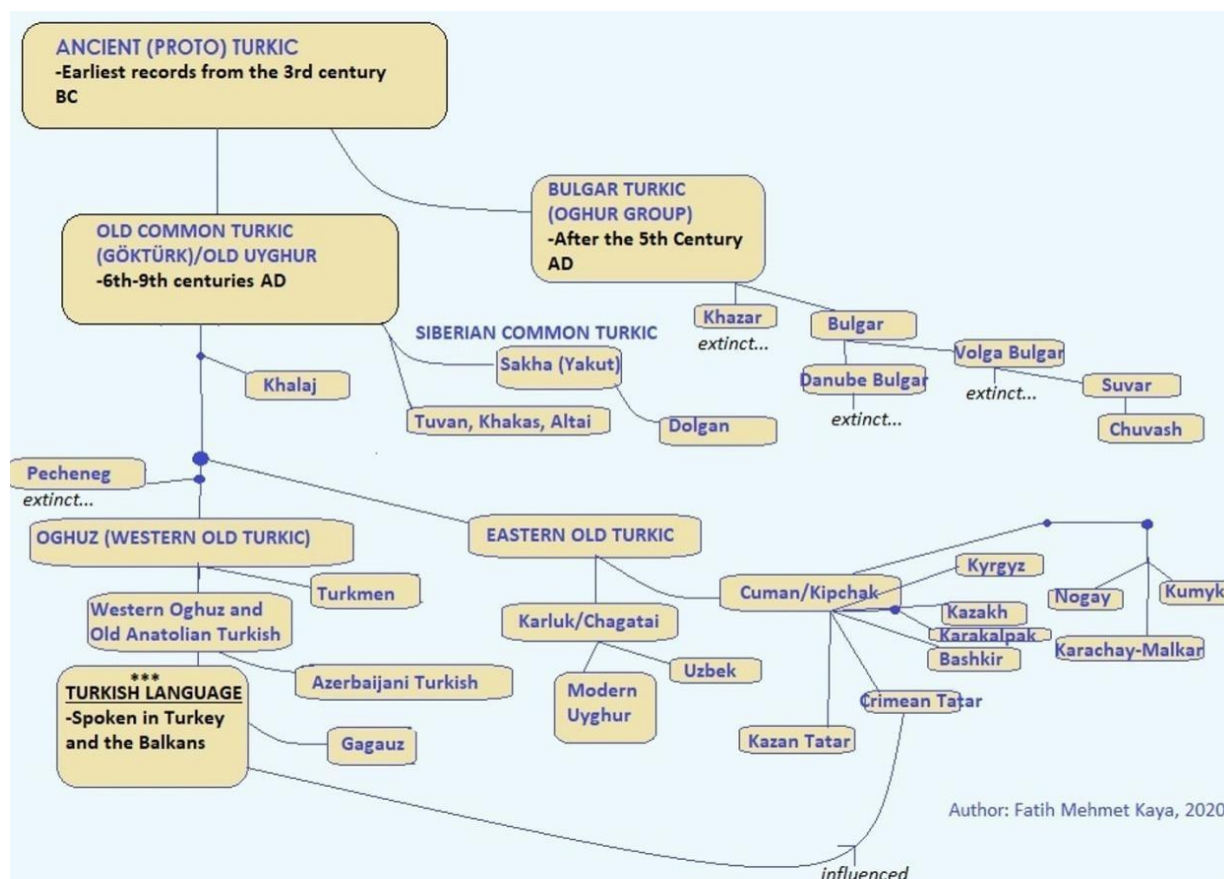 ANCIENT (PROTO) TURKIC
-Earliest records from the 3rd century
BC
BULGAR TURKIC
(OGHUR GROUP)
-After the 5th Century
AD
OLD COMMON TURKIC
(GÖKTÜRK)/OLD UYGHUR
-6th-9th centuries AD
Khazar
extinct...
Bulgar
SIBERIAN COMMON TURKIC
Volga Bulgar
extinct...
Sakha (Yakut)
Khalaj
Danube Bulgar
extinct...
Suvar
Tuvan, Khakas, Altai
Dolgan
Chuvash
Pecheneg
extinct...
OGHUZ (WESTERN OLD TURKIC)
EASTERN OLD TURKIC
Turkmen
Cuman/Kipchak
Kyrgyz
Nogay
Kumyk
Western Oghuz and
Old Anatolian Turkish
Karluk/Chagatai
Kazakh
Karakalpak
Bashkir
Karachay-Malkar
Azerbaijani Turkish
Uzbek
Modern
Uyghur
Crimean Tatar
***
TURKISH LANGUAGE
-Spoken in Turkey
and the Balkans
Gagauz
Kazan Tatar
Author: Fatih Mehmet Kaya, 2020
influenced